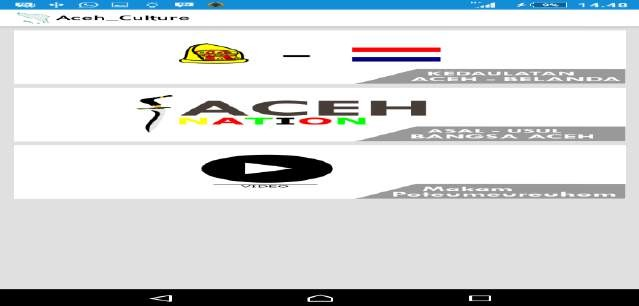 14.48
Aceh_Culture
KEDAULATAN
ACEH - BELANDA
ACEH
NATION
ASAL - USUL
BANGSA ACEH
VIDEO
Makam
Poteumeureuhom